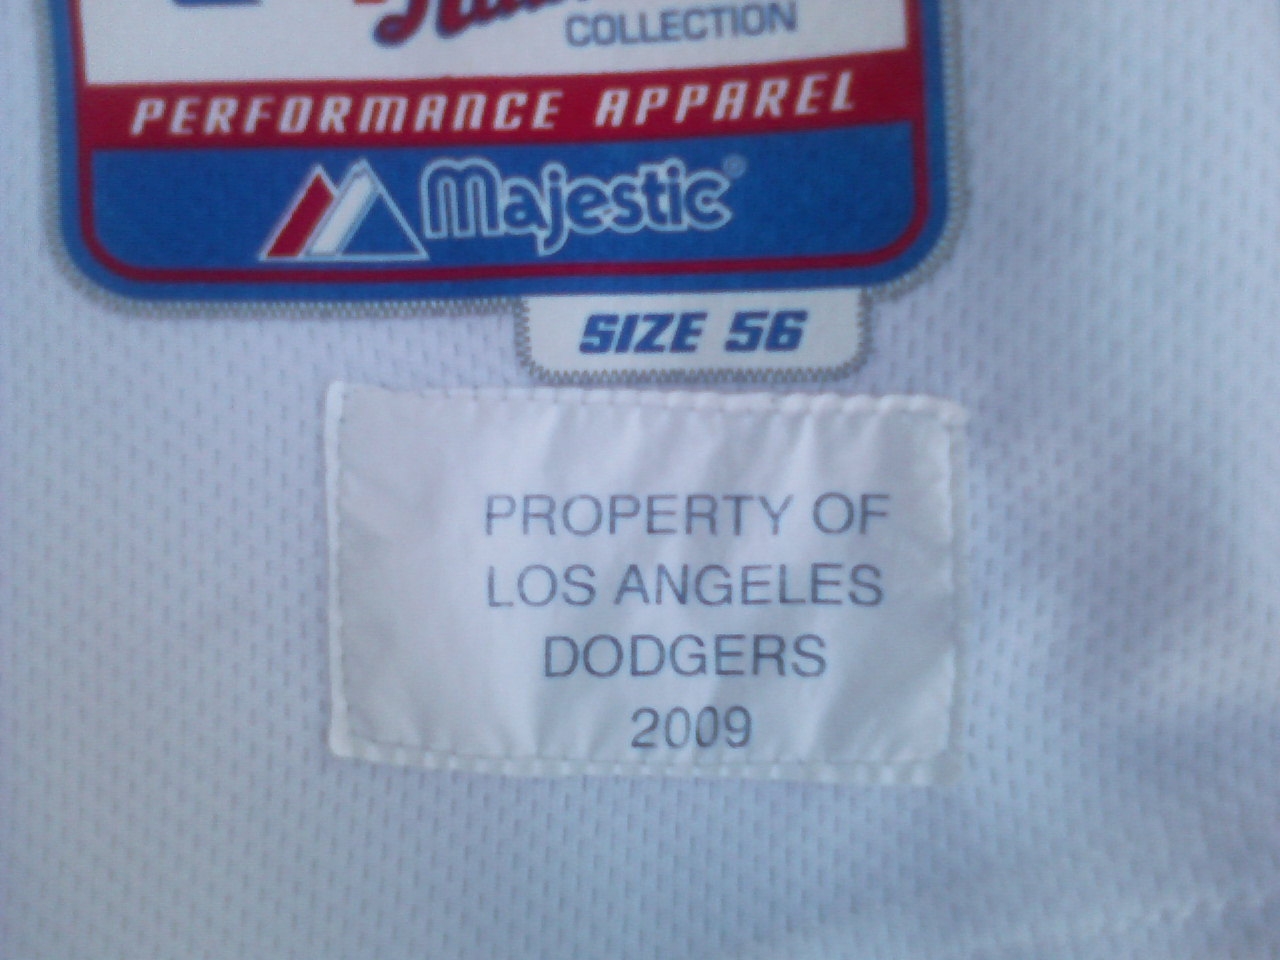 COLLECTION
PERFORMANCE APPAREL
Majestic®
SIZE 56
PROPERTY OF
LOS ANGELES
DODGERS
2009